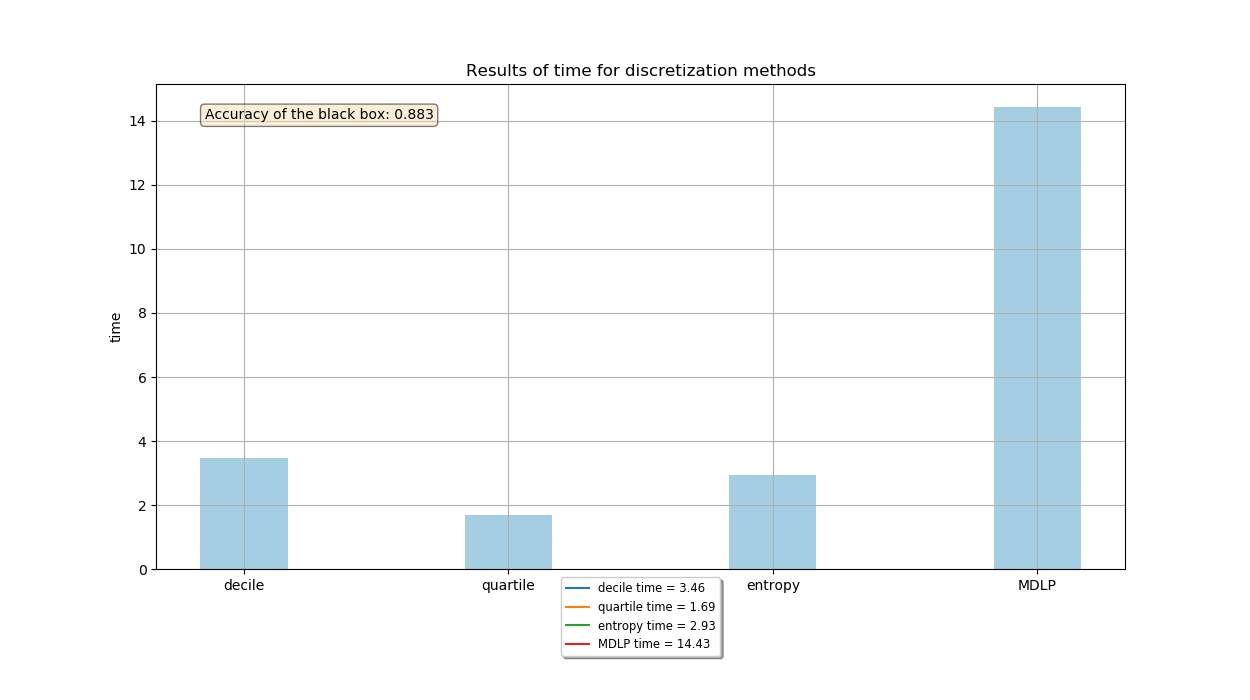 Results of time for discretization methods
Accuracy of the black box: 0.883
14
12
10
8
6
4
2
0
time
decile quartile entropy MDLP
decile time = 3.46
quartile time = 1.69
entropy time = 2.93
MDLP time = 14.43